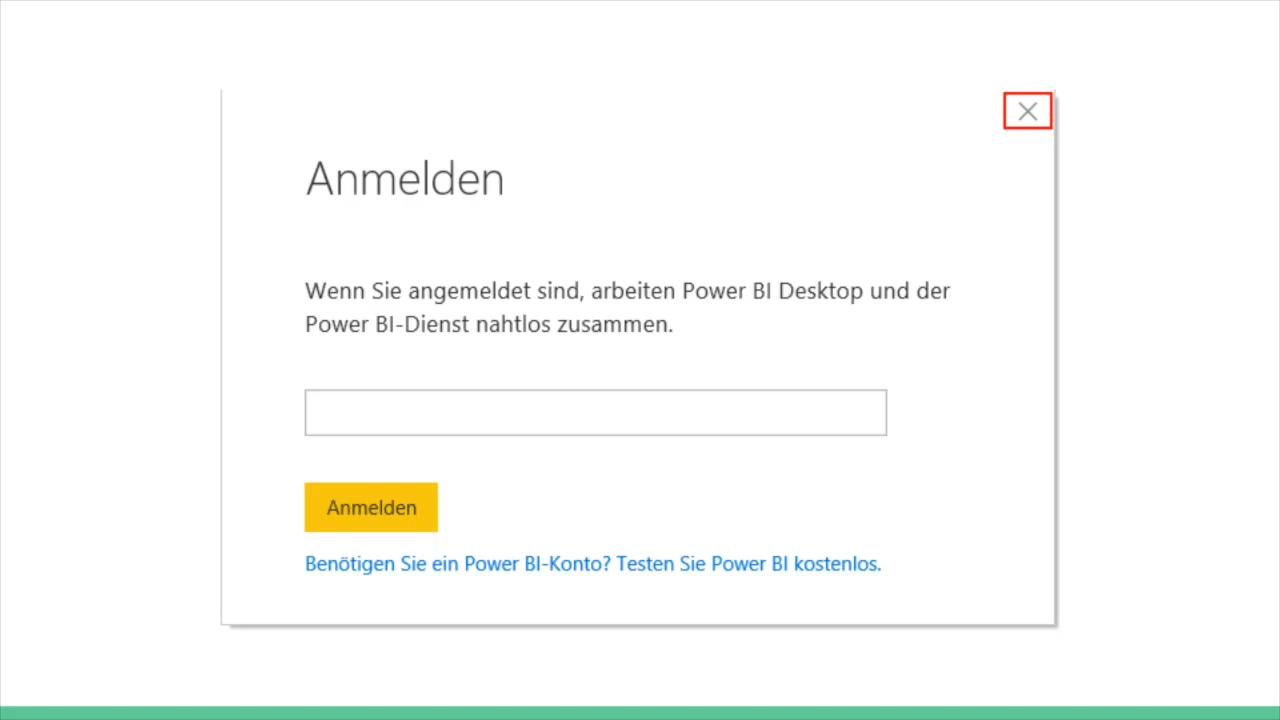 Anmelden
Wenn Sie angemeldet sind, arbeiten Power BI Desktop und der
Power BI-Dienst nahtlos zusammen.
Anmelden
Benötigen Sie ein Power BI-Konto? Testen Sie Power BI kostenlos.